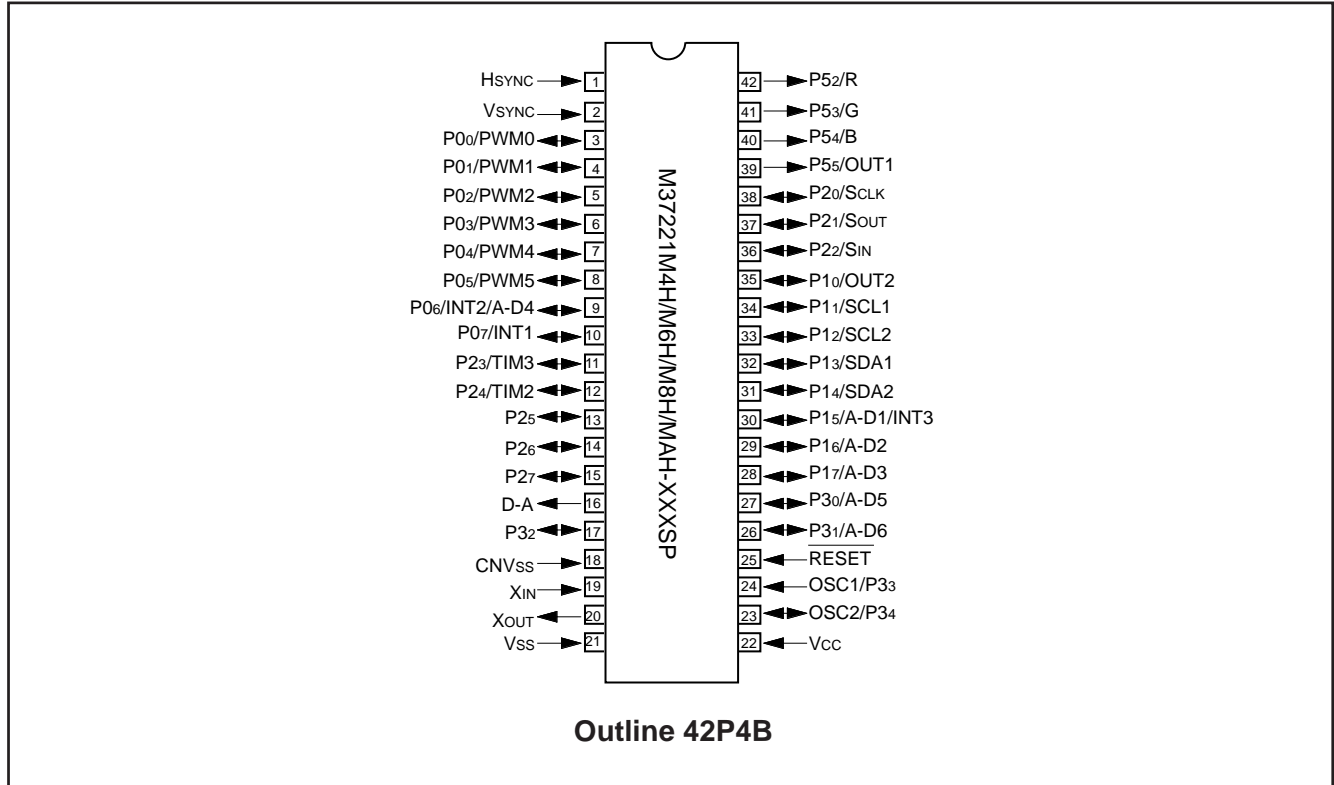 HSYNC 1 42 P52/R
VSYNC 2 41 P53/G
P00/PWM0 3 40 P54/B
P01/PWM1 4 39 P55/OUT1
P02/PWM2 5 38 P20/SCLK
P03/PWM3 6 37 P21/SOUT
P04/PWM4 7 36 P22/SIN
P05/PWM5 8 35 P10/OUT2
P06/INT2/A-D4 9 34 P11/SCL1
P07/INT1 10 33 P12/SCL2
P23/TIM3 11 32 P13/SDA1
P24/TIM2 12 31 P14/SDA2
P25 13 30 P15/A-D1/INT3
P26 14 29 P16/A-D2
P27 15 28 P17/A-D3
D-A 16 27 P30/A-D5
P32 17 26 P31/A-D6
CNVSS 18 25 RESET
XIN 19 24 OSC1/P33
XOUT 20 23 OSC2/P34
VSS 21 22 VCC
M37221M4H/M6H/M8H/MAH-XXXSP
Outline 42P4B